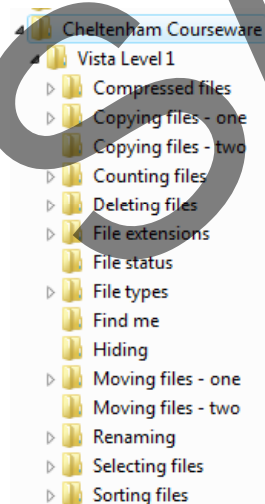 Cheltenham Courseware
Vista Level 1
Compressed files
Copying files - one
Copying files - two
Counting files
Deleting files
File extensions
File status
File types
Find me
Hiding
Moving files - one
Moving files - two
Renaming
Selecting files
Sorting files